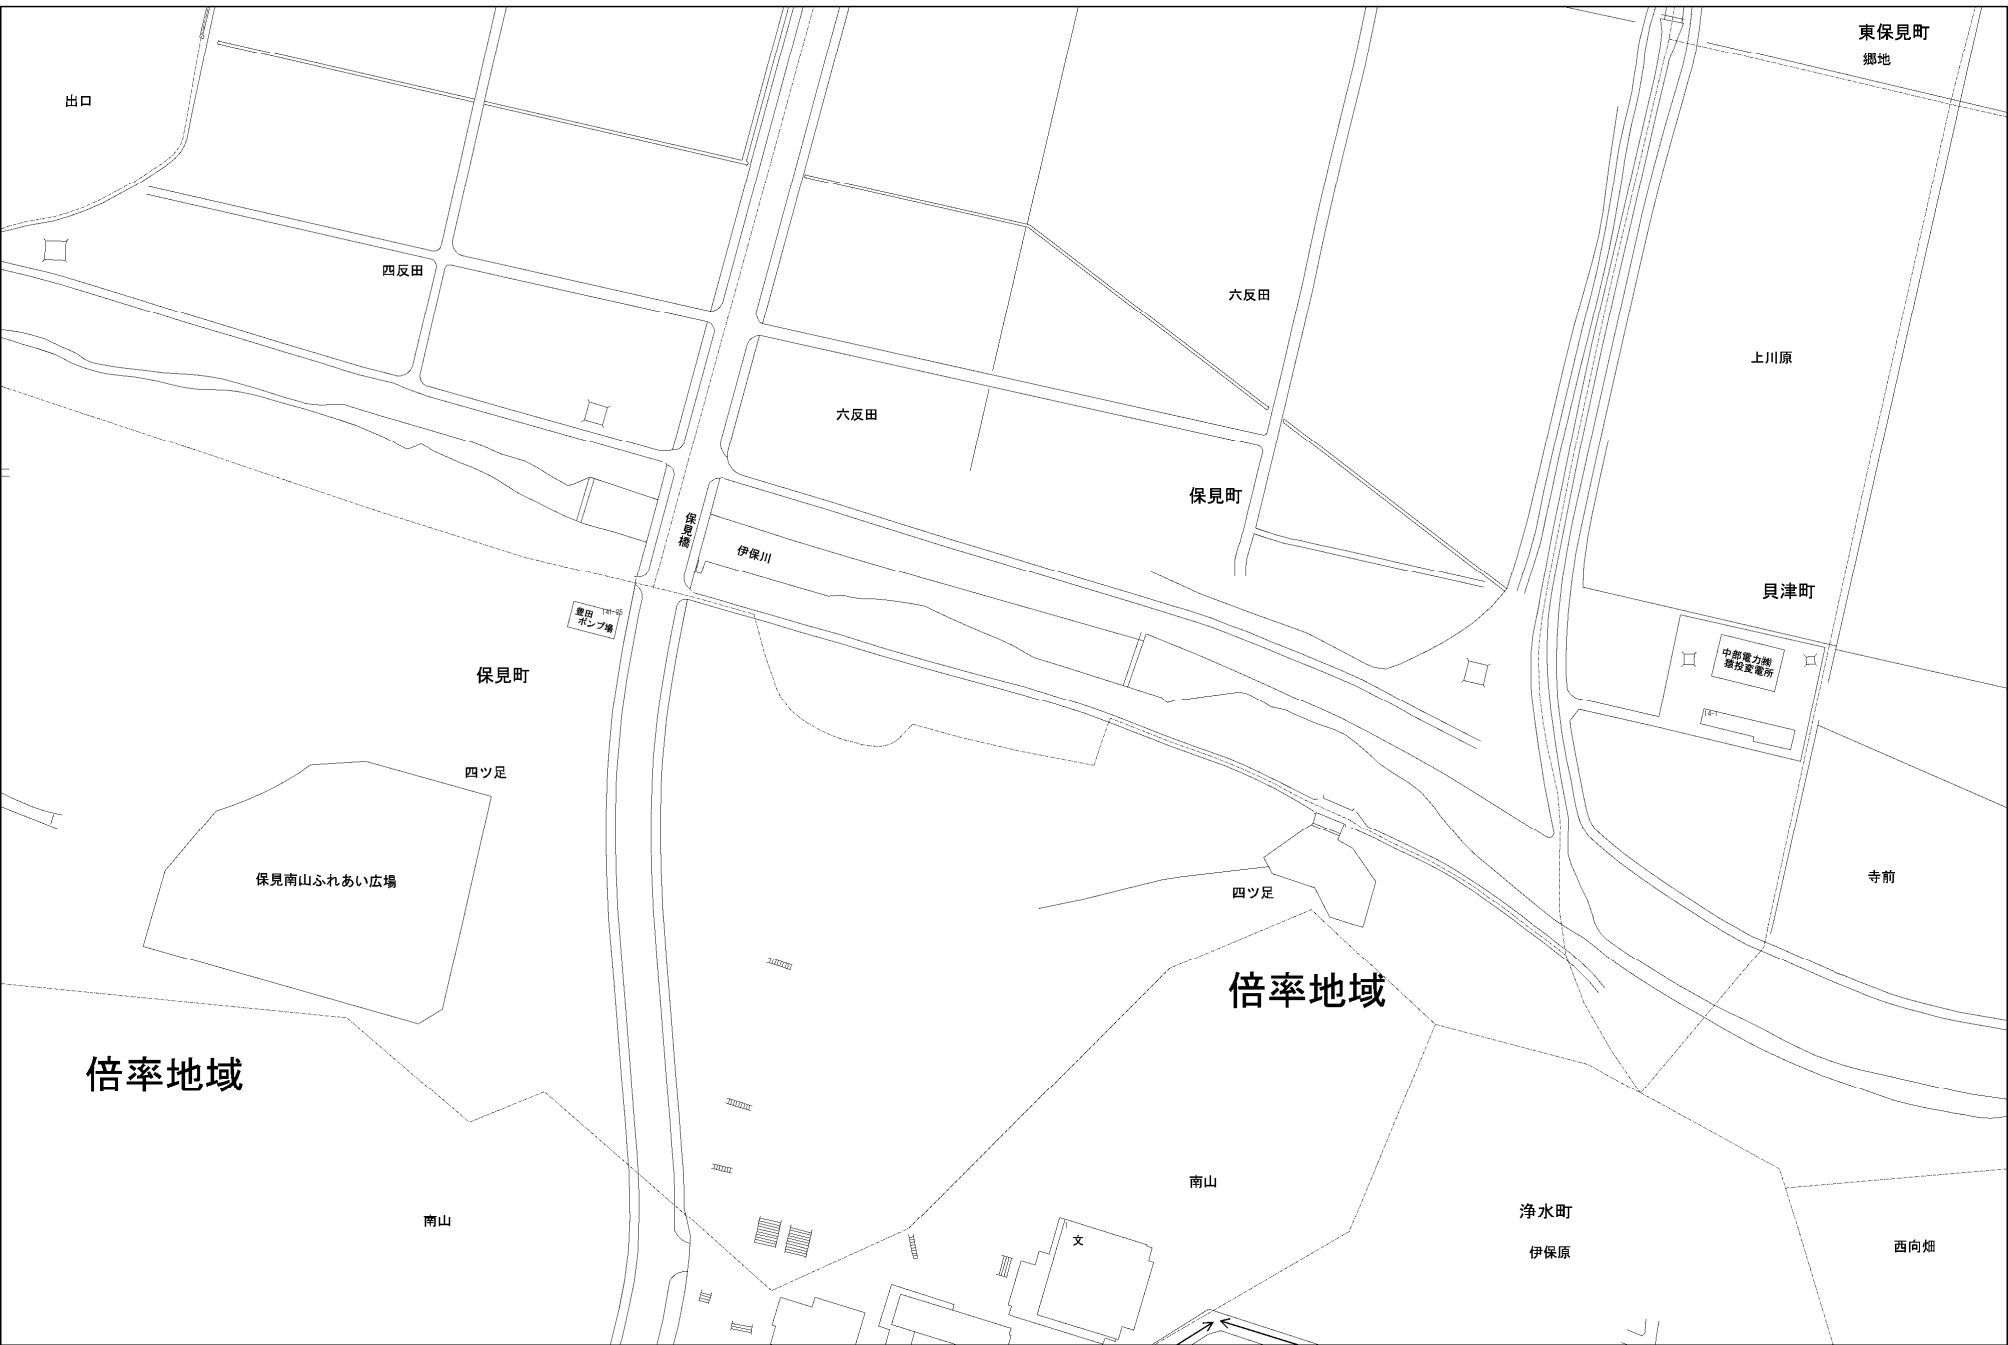 東保見町
郷地
出口
四反田
六反田
上川原
六反田
保見町
保見橋
伊保川
貝津町
豊田
ポンプ場
141-95
中部電力㈱
猿投変電所
14-1
保見町
四ツ足
保見南山ふれあい広場
四ツ足
寺前
倍率地域
倍率地域
南山
南山
文
浄水町
伊保原
西向畑